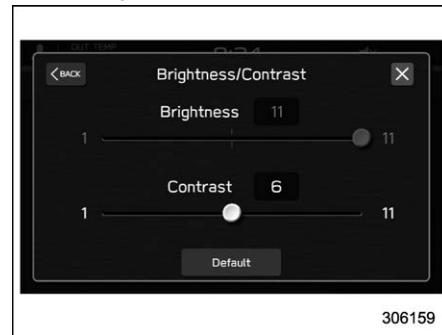 OUT TEMP
< BACK
Brightness/Contrast
X
Brightness 11
1 11
Contrast 6
1 11
Default
306159